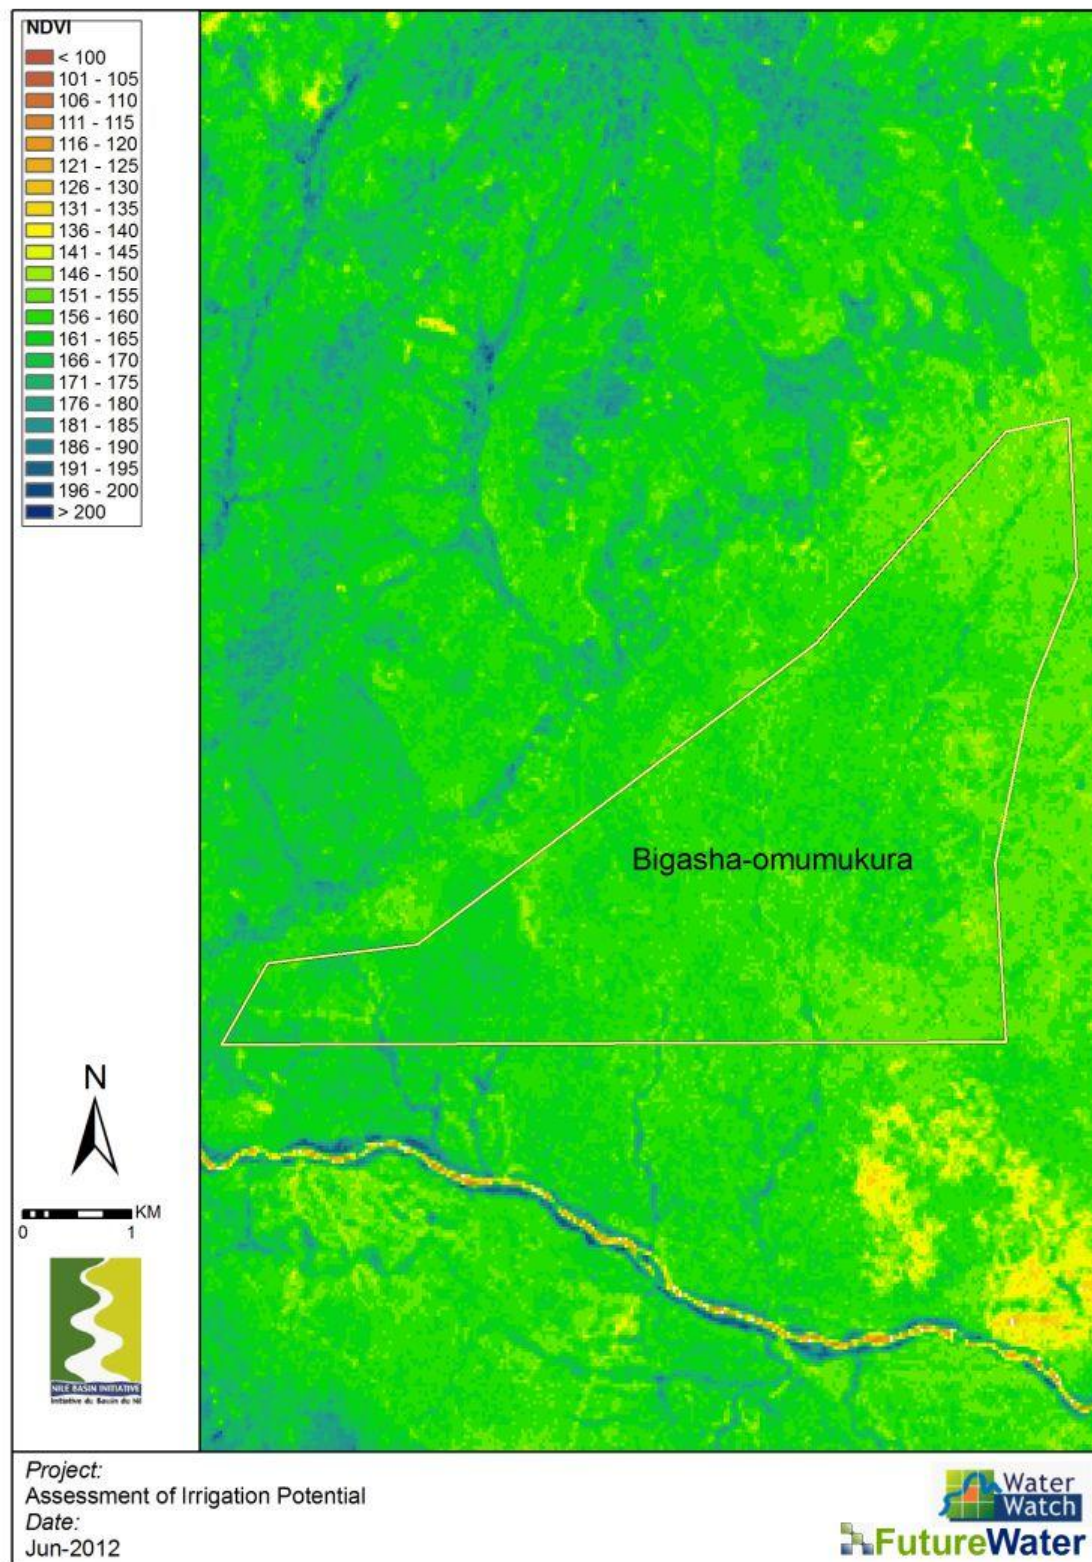 NDVI
< 100
101 - 105
106 - 110
111 - 115
116 - 120
121 - 125
126 - 130
131 - 135
136 - 140
141 - 145
146 - 150
151 - 155
156 - 160
161 - 165
166 - 170
171 - 175
176 - 180
181 - 185
186 - 190
191 - 195
196 - 200
> 200
Bigasha-omumukura
N
KM
0 1
NILE BASIN INITIATIVE
Initiative du Bassin du Nil
Project:
Assessment of Irrigation Potential
Date:
Jun-2012
Water
Watch
FutureWater